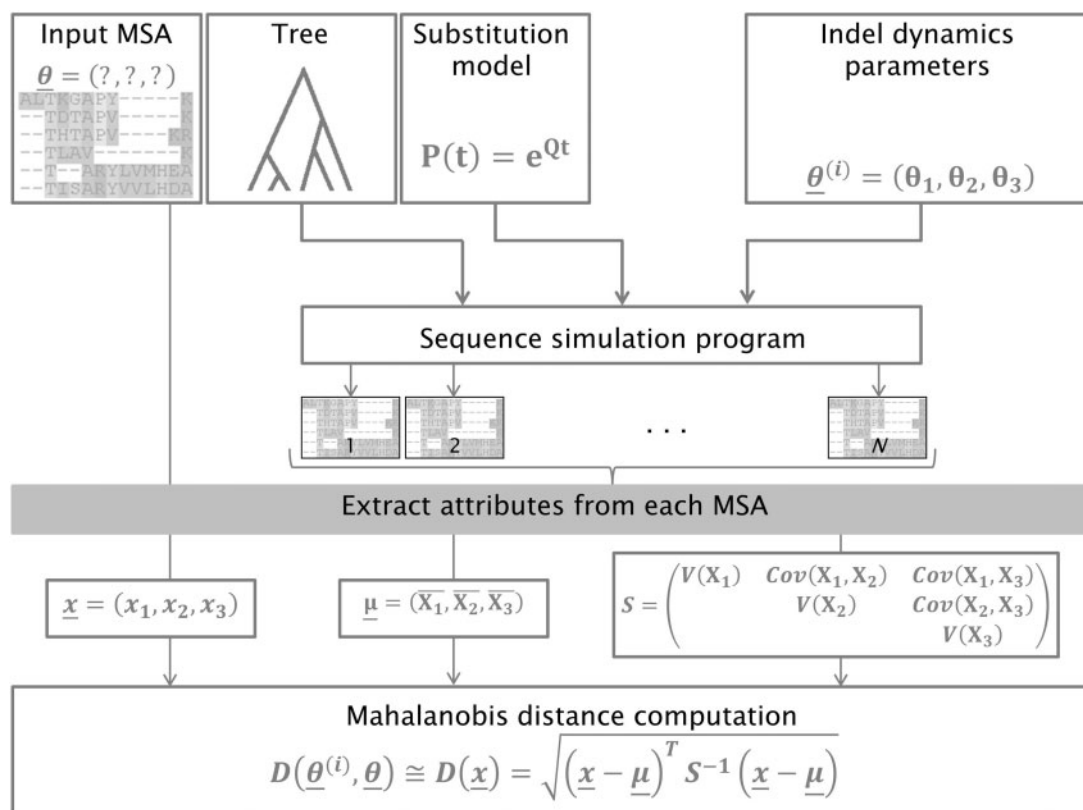 Input MSA
θ = (?, ?, ?)
ALTKGAPY-----K
--TDTAPV-----K
--THTAPV----KR
--TLAV-------K
--T--ARYLVMHEA
--TISARYVVLHDA
Tree
Substitution
model
P(t) = e^Qt
Indel dynamics
parameters
θ^(i) = (θ₁, θ₂, θ₃)
Sequence simulation program
1
2
. . .
N
Extract attributes from each MSA
x = (x₁, x₂, x₃)
μ = (X̅₁, X̅₂, X̅₃)
S = ( V(X₁) Cov(X₁,X₂) Cov(X₁,X₃)
V(X₂) Cov(X₂,X₃)
V(X₃) )
Mahalanobis distance computation
D(θ^(i), θ) ≅ D(x) = √((x - μ)^T S^-1 (x - μ))